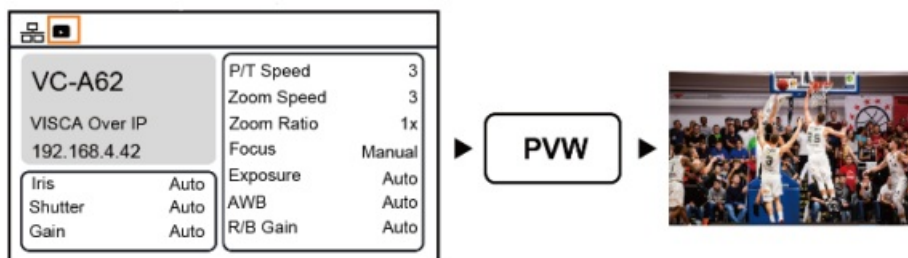 VC-A62
VISCA Over IP
192.168.4.42
Iris Auto
Shutter Auto
Gain Auto
P/T Speed 3
Zoom Speed 3
Zoom Ratio 1x
Focus Manual
Exposure Auto
AWB Auto
R/B Gain Auto
PVW